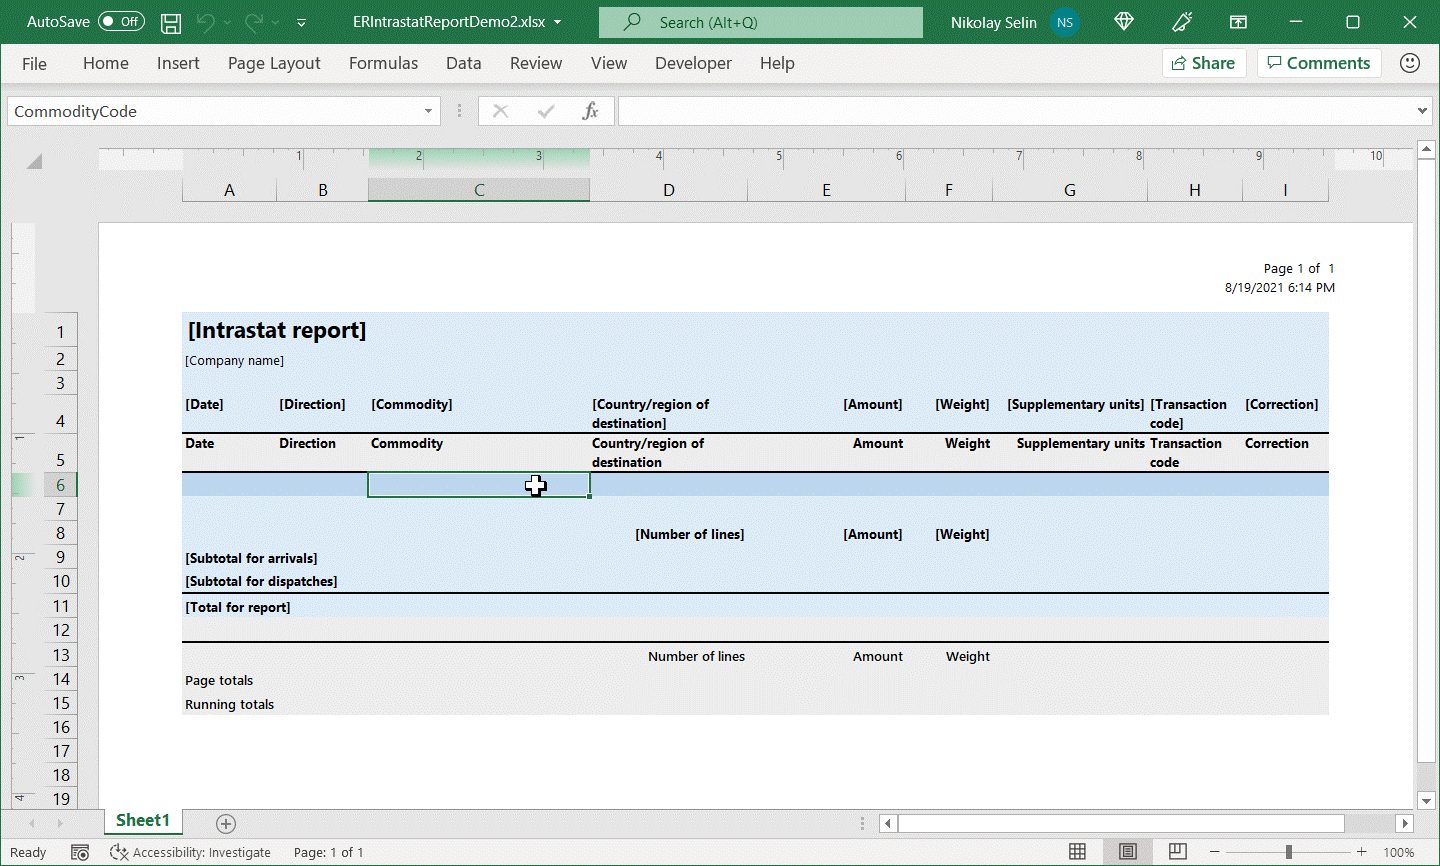 AutoSave Off ERIntrastatReportDemo2.xlsx Search (Alt+Q) Nikolay Selin NS
File Home Insert Page Layout Formulas Data Review View Developer Help Share Comments
CommodityCode fx
1 2 3 4 5 6 7 8 9 10
A B C D E F G H I
Page 1 of 1
8/19/2021 6:14 PM
1 [Intrastat report]
2 [Company name]
3
[Date] [Direction] [Commodity] [Country/region of [Amount] [Weight] [Supplementary units] [Transaction [Correction]
4 destination] code]
1
Date Direction Commodity Country/region of Amount Weight Supplementary units Transaction Correction
5 destination code
6
7
8 [Number of lines] [Amount] [Weight]
2 9 [Subtotal for arrivals]
10 [Subtotal for dispatches]
11 [Total for report]
12
13 Number of lines Amount Weight
3 14 Page totals
15 Running totals
16
17
18
4 19
Sheet1
Ready Accessibility: Investigate Page: 1 of 1 100%